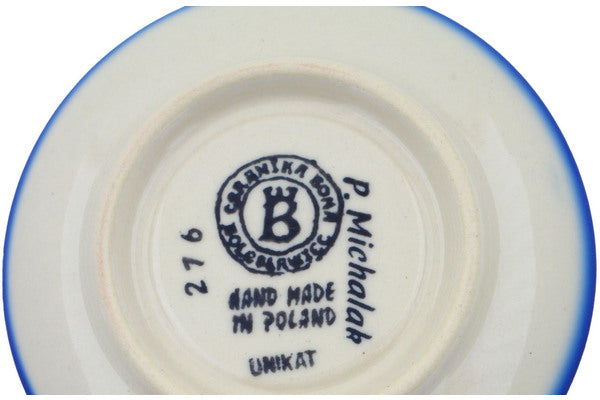 CERAMIKA BONA
BOLESŁAWIEC
B
HAND MADE
IN POLAND
UNIKAT
276
P. Michalak